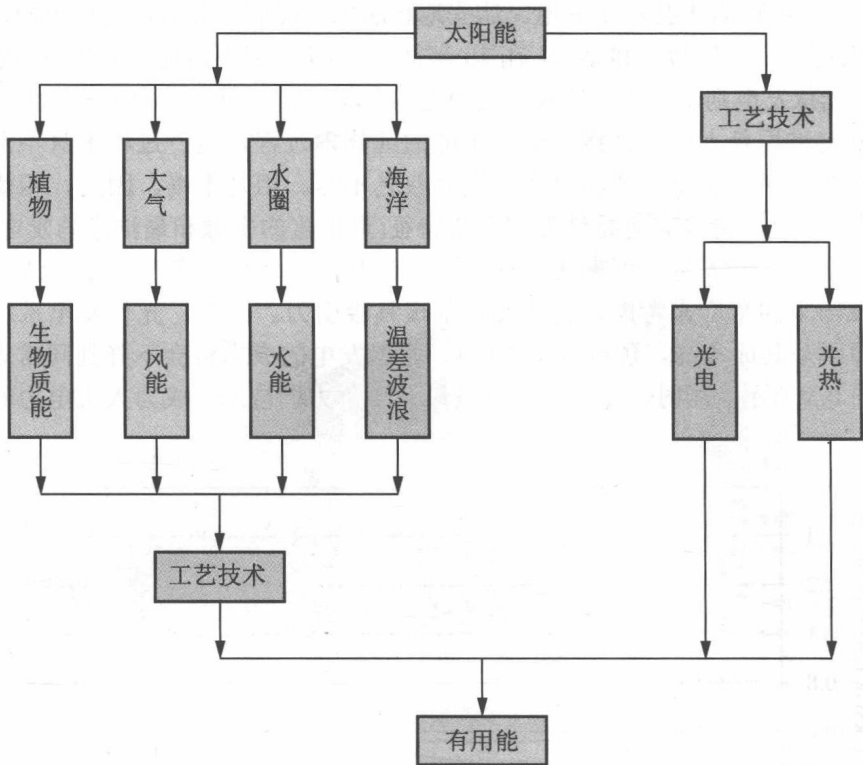 太阳能
工艺技术
植物
大气
水圈
海洋
生物质能
风能
水能
温差波浪
光电
光热
工艺技术
有用能